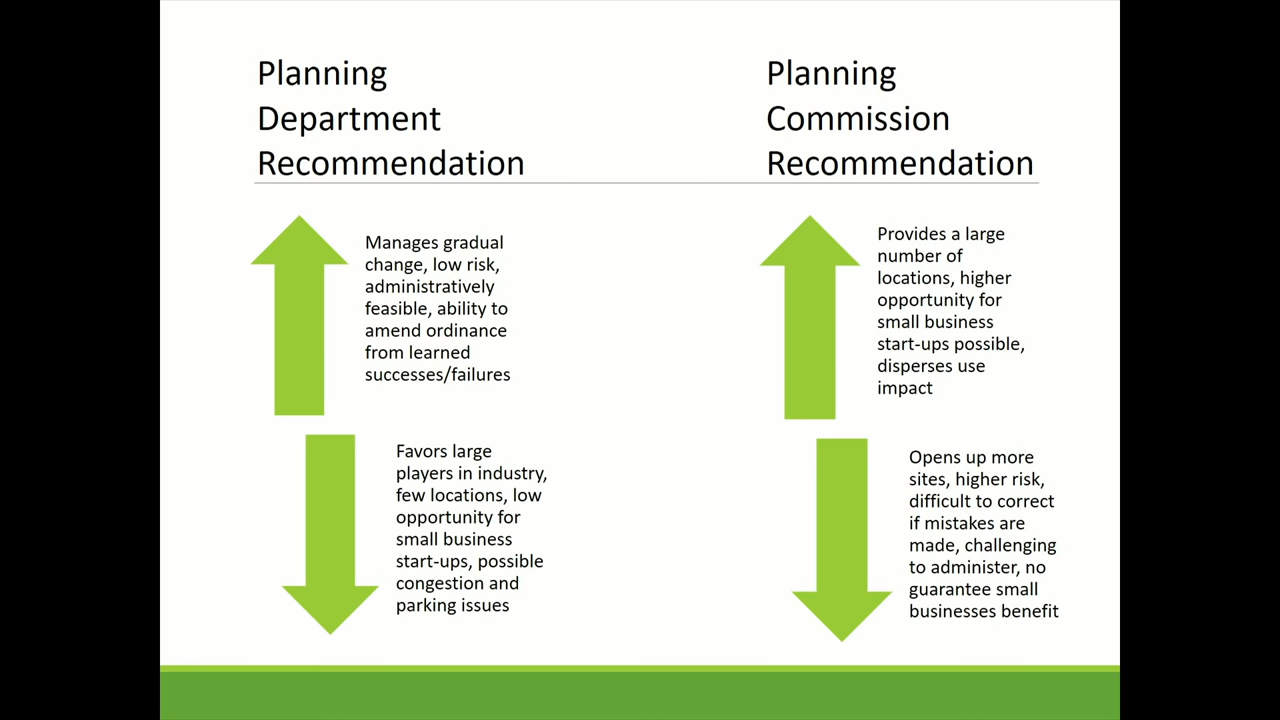 Planning
Department
Recommendation
Manages gradual
change, low risk,
administratively
feasible, ability to
amend ordinance
from learned
successes/failures
Favors large
players in industry,
few locations, low
opportunity for
small business
start-ups, possible
congestion and
parking issues
Planning
Commission
Recommendation
Provides a large
number of
locations, higher
opportunity for
small business
start-ups possible,
disperses use
impact
Opens up more
sites, higher risk,
difficult to correct
if mistakes are
made, challenging
to administer, no
guarantee small
businesses benefit